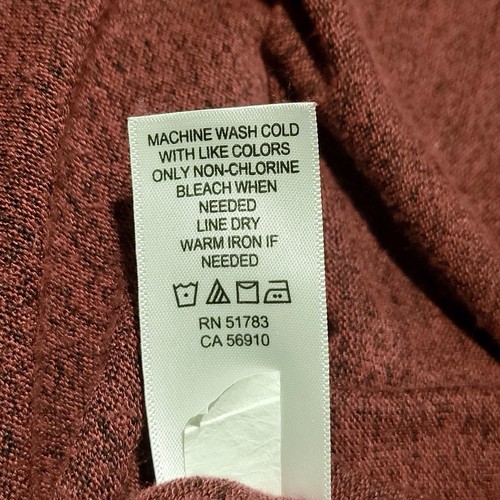 MACHINE WASH COLD
WITH LIKE COLORS
ONLY NON-CHLORINE
BLEACH WHEN
NEEDED
LINE DRY
WARM IRON IF
NEEDED
RN 51783
CA 56910